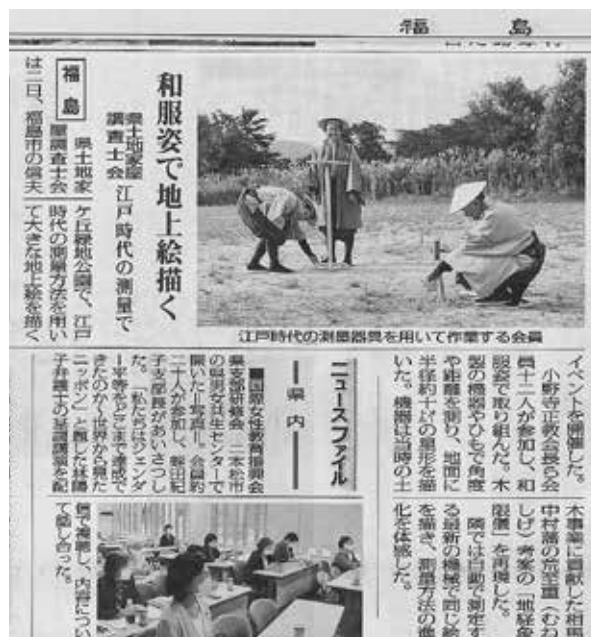 福島
和服姿で地上絵描く
県土地家屋
調査士会
江戸時代の測量で
福島
県土地家
屋調査士会
は二日、福島市の信夫
ケ丘緑地公園で、江戸
時代の測量方法を用い
て大きな地上絵を描く
江戸時代の測量器具を用いて作業する会員
イベントを開催した。
小野寺正教会長ら会
員十二人が参加し、和
服姿で取り組んだ。木
製の機器やひもで角度
や距離を測り、地面に
半径約十㍍の星形を描
いた。機器は当時の土
木事業に貢献した相馬
中村藩の荒至重(むね
しげ)考案の「地経経
限儀」を再現した。
隣では自動で測定す
る最新の機械で同じ絵
を描き、測量方法の進
化を体感した。
ニュースファイル
県内
■国際女性教育振興会
県支部研修会 二本松市
の県男女共生センターで
開いた=写真=。会員約
二十人が参加し、
子支部長があいさつし
た。「私たちはジェンダ
ー平等をどこまで達成で
きたのか~世界から見た
ニッポン」と題した
子弁護士の基調講演を配
信で視聴し、内容につい
て話し合った。